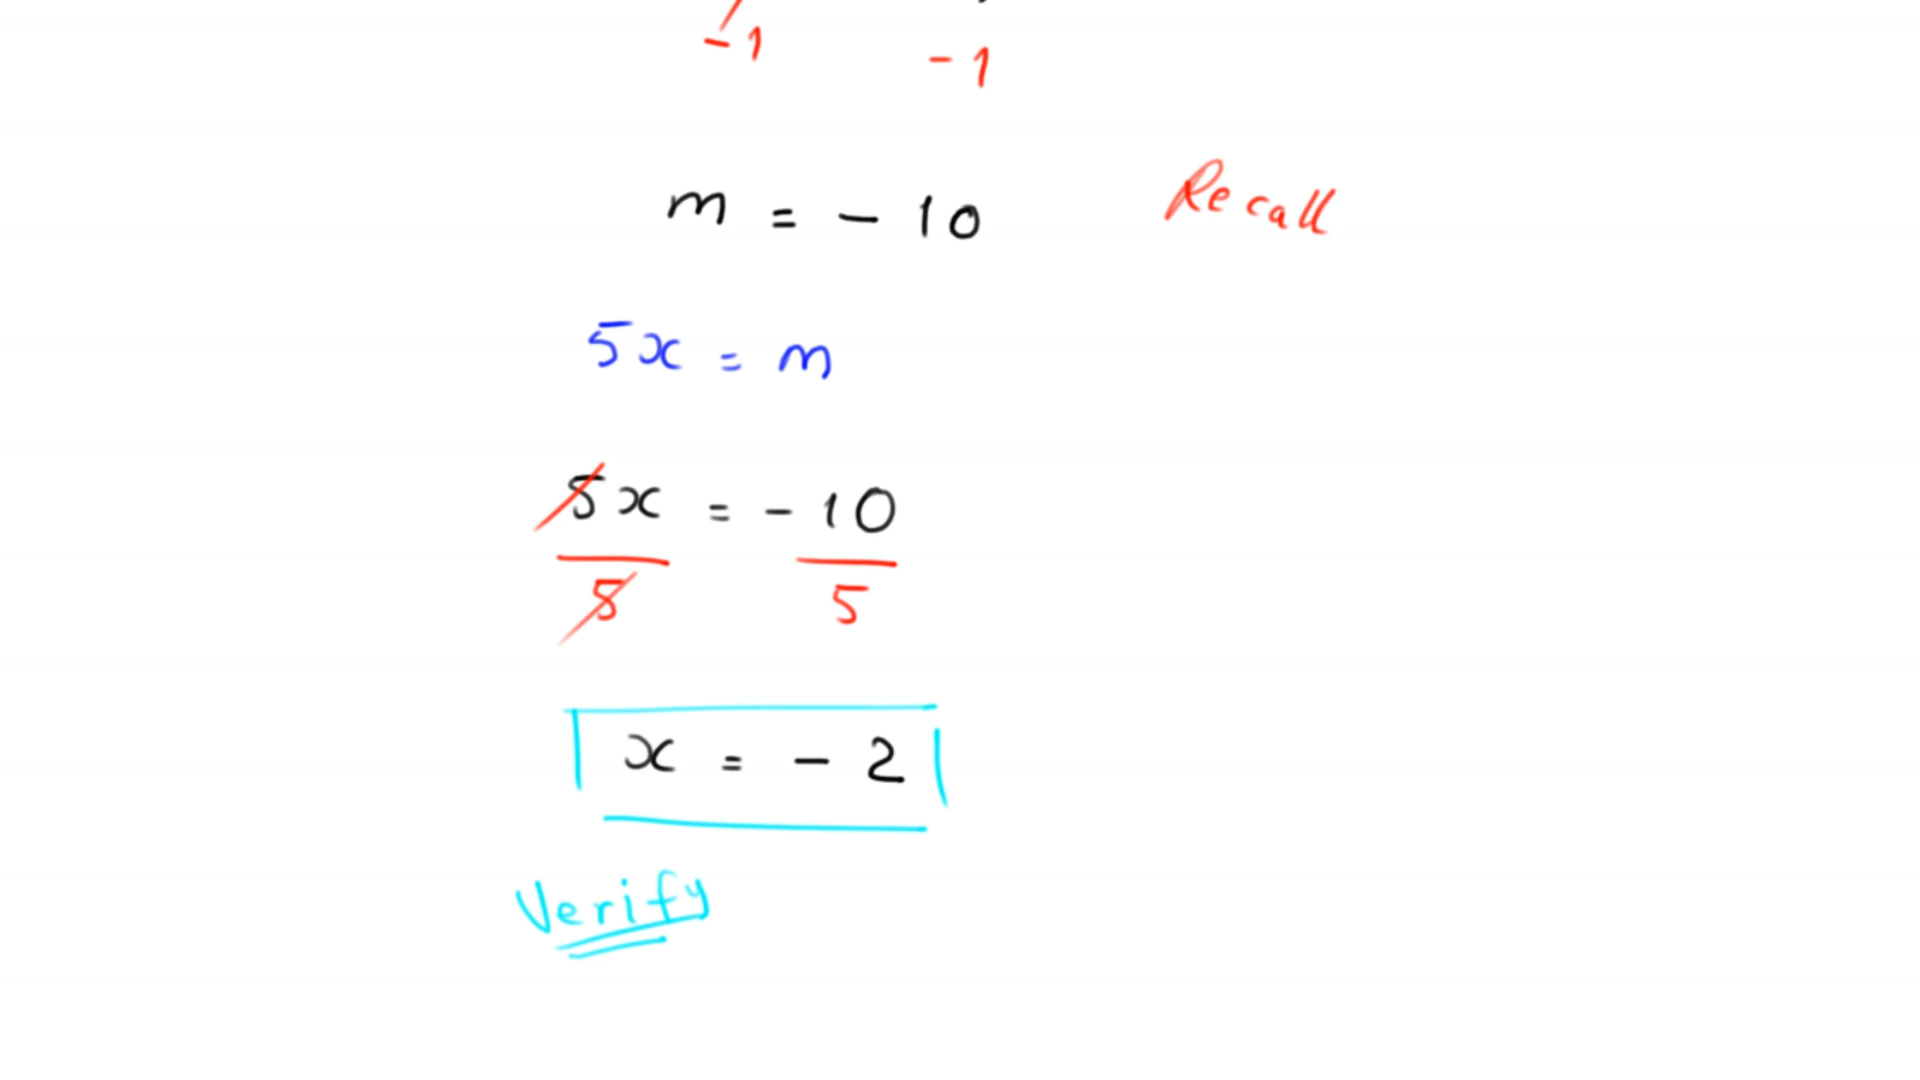 -1 -1
m = - 10 Recall
5x = m
5x = - 10
5 5
x = - 2
Verify